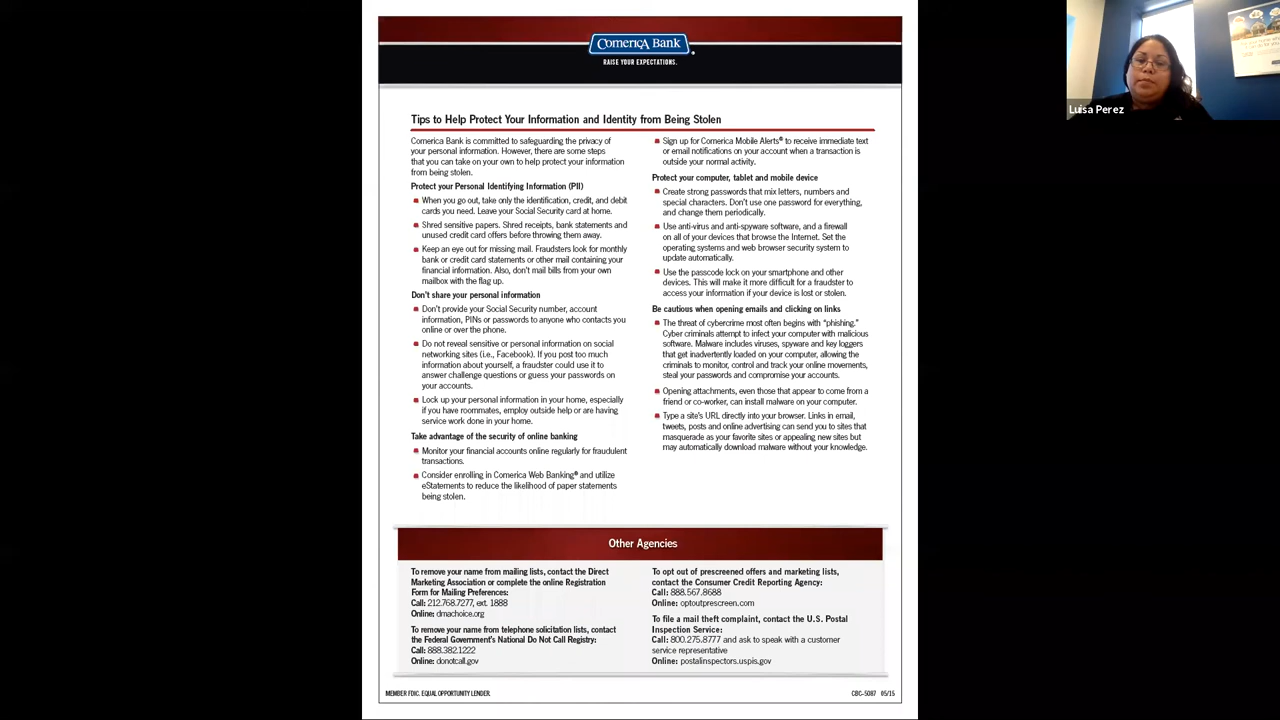 Comerica Bank
RAISE YOUR EXPECTATIONS.
Luisa Perez
Tips to Help Protect Your Information and Identity from Being Stolen
Comerica Bank is committed to safeguarding the privacy of
your personal information. However, there are some steps
that you can take on your own to help protect your information
from being stolen.
Protect your Personal Identifying Information (PII)
When you go out, take only the identification, credit, and debit
cards you need. Leave your Social Security card at home.
Shred sensitive papers. Shred receipts, bank statements and
unused credit card offers before throwing them away.
Keep an eye out for missing mail. Fraudsters look for monthly
bank or credit card statements or other mail containing your
financial information. Also, don't mail bills from your own
mailbox with the flag up.
Don't share your personal information
Don't provide your Social Security number, account
information, PINs or passwords to anyone who contacts you
online or over the phone.
Do not reveal sensitive or personal information on social
networking sites (i.e., Facebook). If you post too much
information about yourself, a fraudster could use it to
answer challenge questions or guess your passwords on
your accounts.
Lock up your personal information in your home, especially
if you have roommates, employ outside help or are having
service work done in your home.
Take advantage of the security of online banking
Monitor your financial accounts online regularly for fraudulent
transactions.
Consider enrolling in Comerica Web Banking® and utilize
eStatements to reduce the likelihood of paper statements
being stolen.
Sign up for Comerica Mobile Alerts® to receive immediate text
or email notifications on your account when a transaction is
outside your normal activity.
Protect your computer, tablet and mobile device
Create strong passwords that mix letters, numbers and
special characters. Don't use one password for everything,
and change them periodically.
Use anti-virus and anti-spyware software, and a firewall
on all of your devices that browse the Internet. Set the
operating systems and web browser security system to
update automatically.
Use the passcode lock on your smartphone and other
devices. This will make it more difficult for a fraudster to
access your information if your device is lost or stolen.
Be cautious when opening emails and clicking on links
The threat of cybercrime most often begins with "phishing."
Cyber criminals attempt to infect your computer with malicious
software. Malware includes viruses, spyware and key loggers
that get inadvertently loaded on your computer, allowing the
criminals to monitor, control and track your online movements,
steal your passwords and compromise your accounts.
Opening attachments, even those that appear to come from a
friend or co-worker, can install malware on your computer.
Type a site's URL directly into your browser. Links in email,
tweets, posts and online advertising can send you to sites that
masquerade as your favorite sites or appealing new sites but
may automatically download malware without your knowledge.
Other Agencies
To remove your name from mailing lists, contact the Direct
Marketing Association or complete the online Registration
Form for Mailing Preferences:
Call: 212.768.7277, ext. 1888
Online: dmachoice.org
To remove your name from telephone solicitation lists, contact
the Federal Government's National Do Not Call Registry:
Call: 888.382.1222
Online: donotcall.gov
To opt out of prescreened offers and marketing lists,
contact the Consumer Credit Reporting Agency:
Call: 888.567.8688
Online: optoutprescreen.com
To file a mail theft complaint, contact the U.S. Postal
Inspection Service:
Call: 800.275.8777 and ask to speak with a customer
service representative
Online: postalinspectors.uspis.gov
MEMBER FDIC. EQUAL OPPORTUNITY LENDER.
CBC-5087 05/15